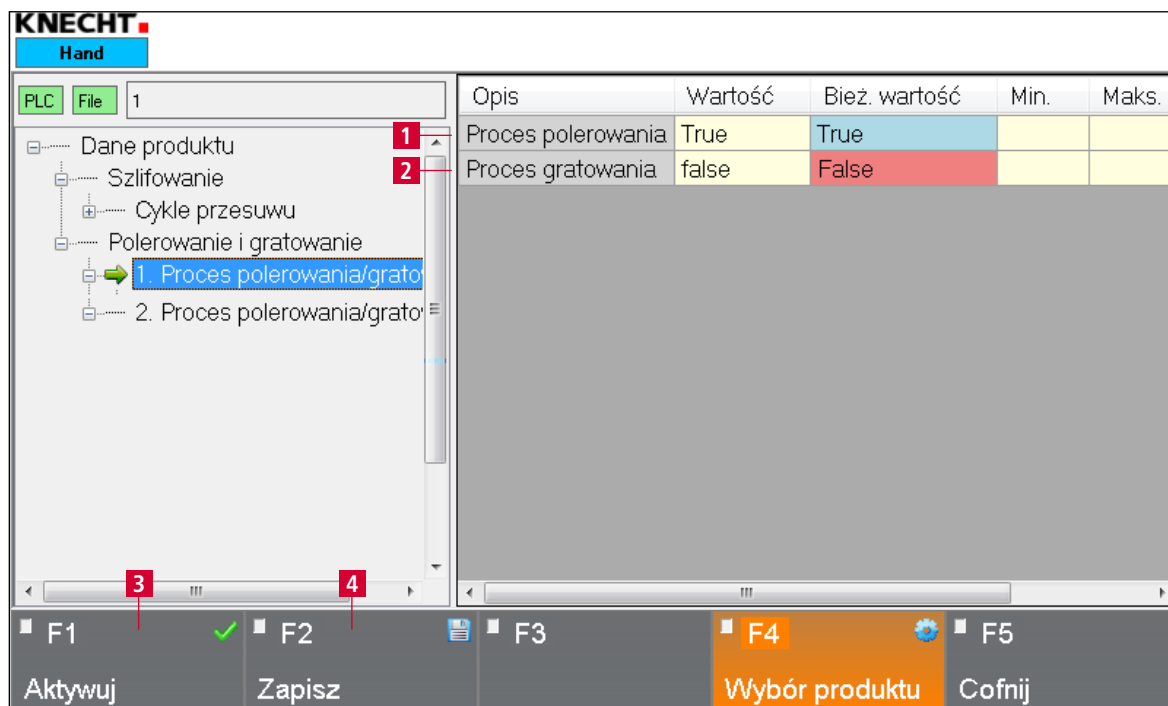 KNECHT
Hand
PLC File 1
Dane produktu
Szlifowanie
Cykle przesuwu
Polerowanie i gratowanie
1. Proces polerowania/grato
2. Proces polerowania/grato
Opis Wartość Bież. wartość Min. Maks.
1 Proces polerowania True True
2 Proces gratowania false False
3 4
F1 F2 F3 F4 F5
Aktywuj Zapisz Wybór produktu Cofnij